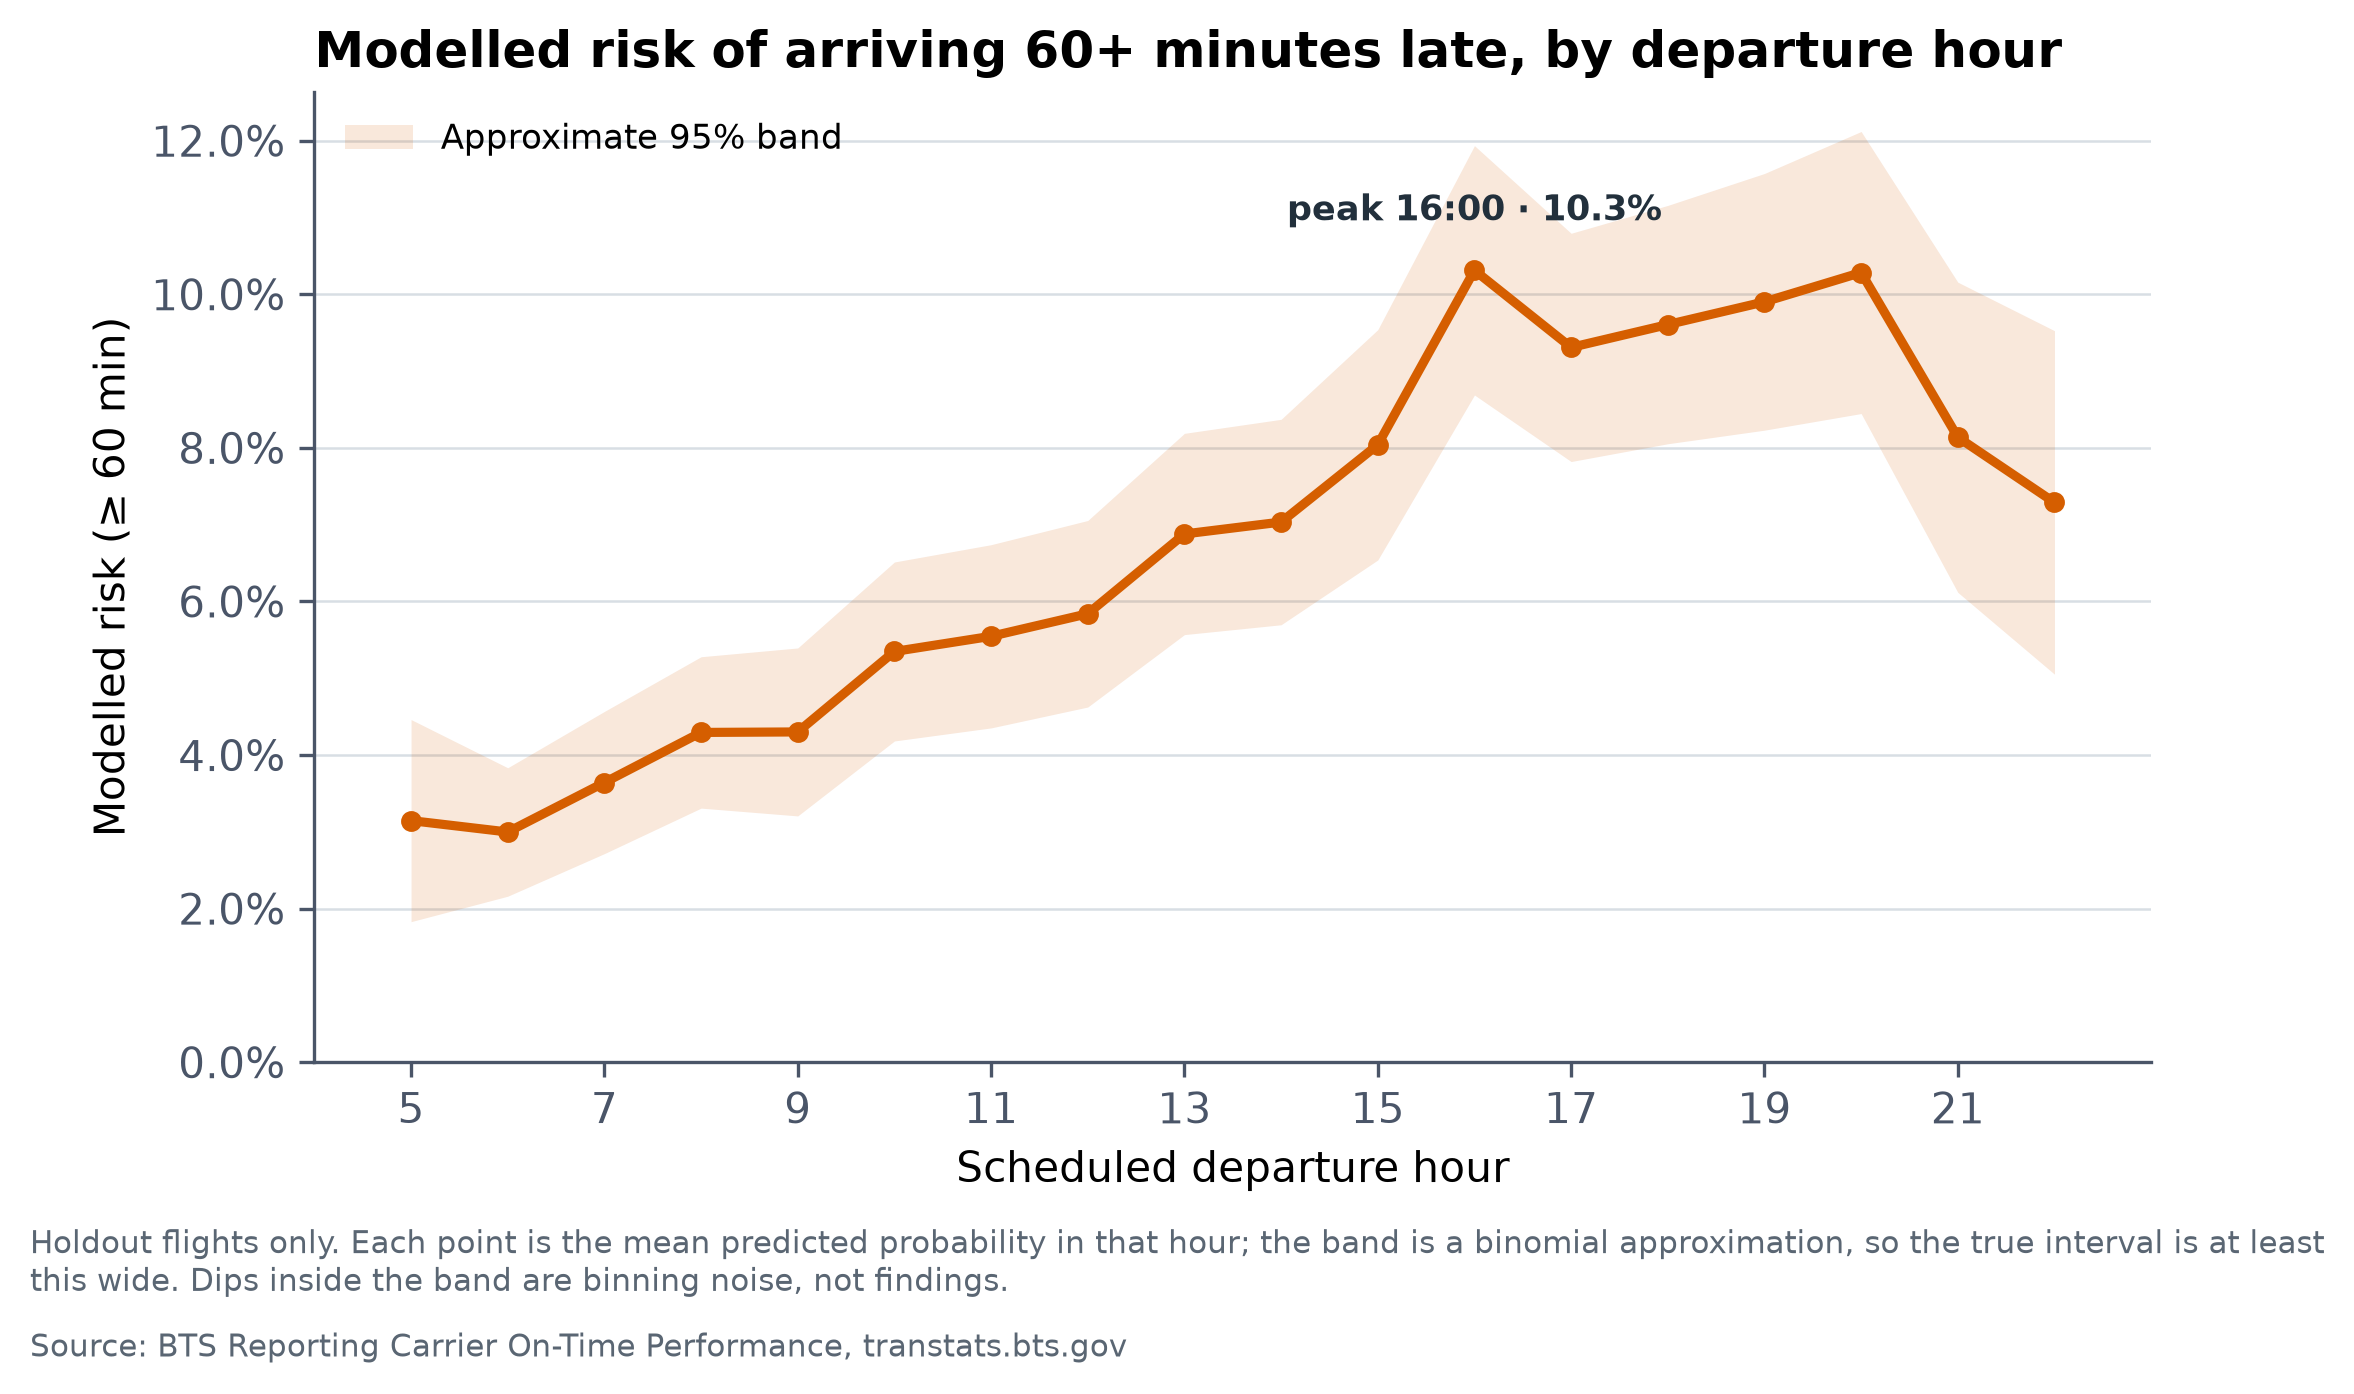 Modelled risk of arriving 60+ minutes late, by departure hour
Approximate 95% band
peak 16:00 · 10.3%
12.0%
10.0%
8.0%
6.0%
4.0%
2.0%
0.0%
Modelled risk (≥ 60 min)
5 7 9 11 13 15 17 19 21
Scheduled departure hour
Holdout flights only. Each point is the mean predicted probability in that hour; the band is a binomial approximation, so the true interval is at least
this wide. Dips inside the band are binning noise, not findings.
Source: BTS Reporting Carrier On-Time Performance, transtats.bts.gov